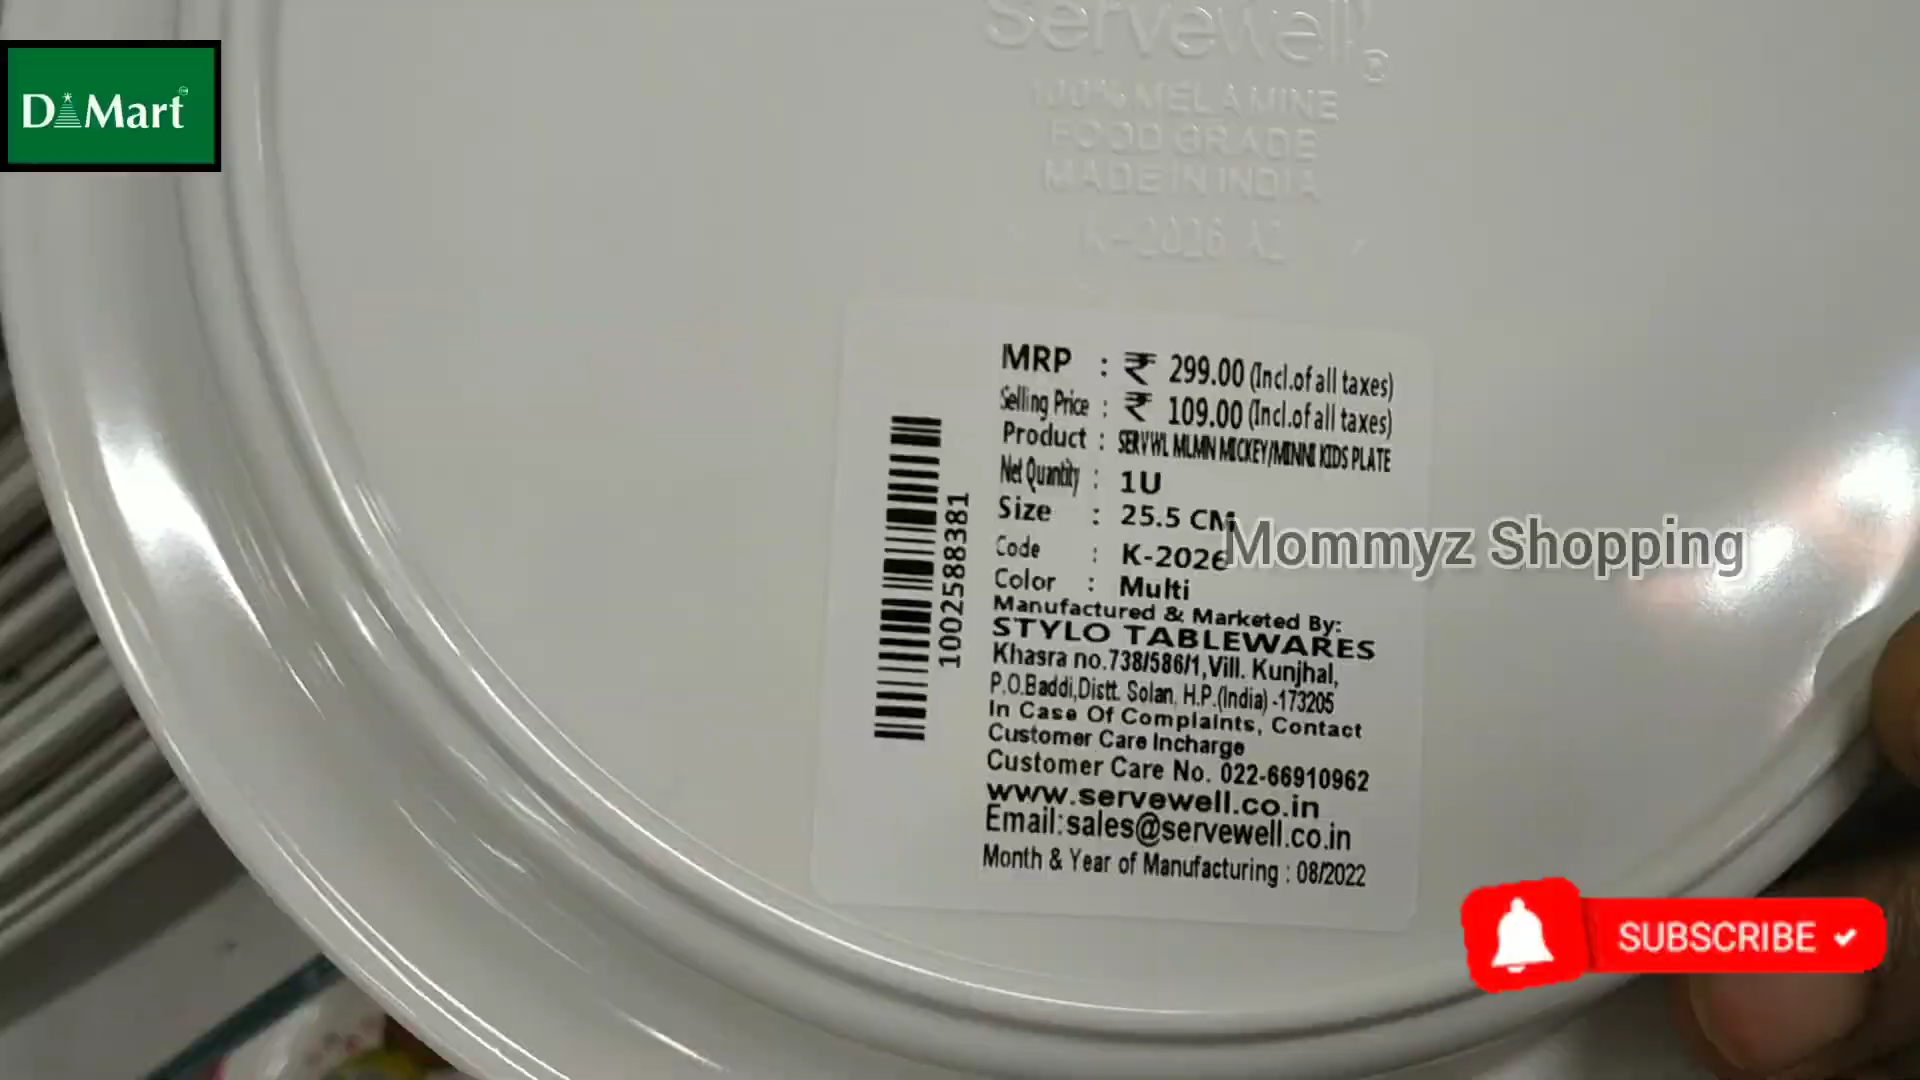 D Mart
Servewell
100% MELAMINE
FOOD GRADE
MADE IN INDIA
K-2026
MRP : ₹ 299.00 (Incl.of all taxes)
Selling Price : ₹ 109.00 (Incl.of all taxes)
Product : SERVWL MLMN MICKEY/MINNI KIDS PLATE
Net Quantity : 1U
Size : 25.5 CM
Code : K-2026
Color : Multi
Manufactured & Marketed By:
STYLO TABLEWARES
Khasra no.738/586/1,Vill. Kunjhal,
P.O.Baddi,Distt. Solan, H.P.(India) -173205
In Case Of Complaints, Contact
Customer Care Incharge
Customer Care No. 022-66910962
www.servewell.co.in
Email:sales@servewell.co.in
Month & Year of Manufacturing : 08/2022
1002588381
Mommyz Shopping
SUBSCRIBE